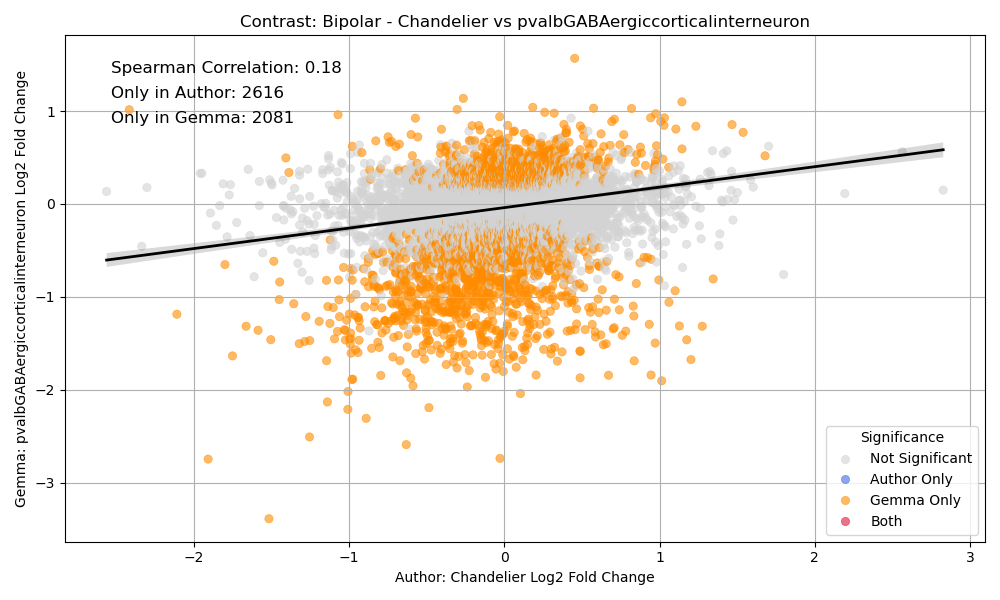 Contrast: Bipolar - Chandelier vs pvalbGABAergiccorticalinterneuron
Spearman Correlation: 0.18
Only in Author: 2616
Only in Gemma: 2081
Gemma: pvalbGABAergiccorticalinterneuron Log2 Fold Change
1
0
−1
−2
−3
Significance
Not Significant
Author Only
Gemma Only
Both
−2
−1
0
1
2
3
Author: Chandelier Log2 Fold Change